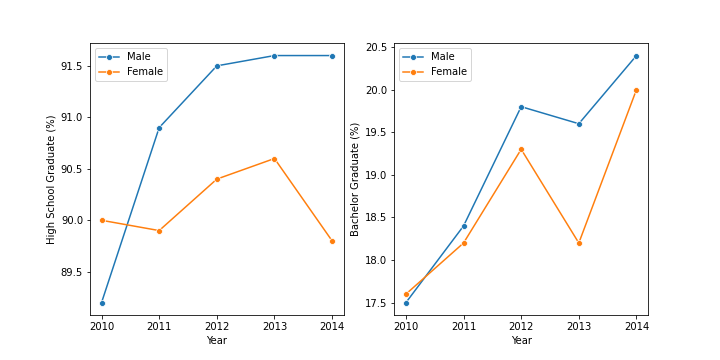 High School Graduate (%)
91.5
91.0
90.5
90.0
89.5
Male
Female
2010 2011 2012 2013 2014
Year
Bachelor Graduate (%)
20.5
20.0
19.5
19.0
18.5
18.0
17.5
Male
Female
2010 2011 2012 2013 2014
Year